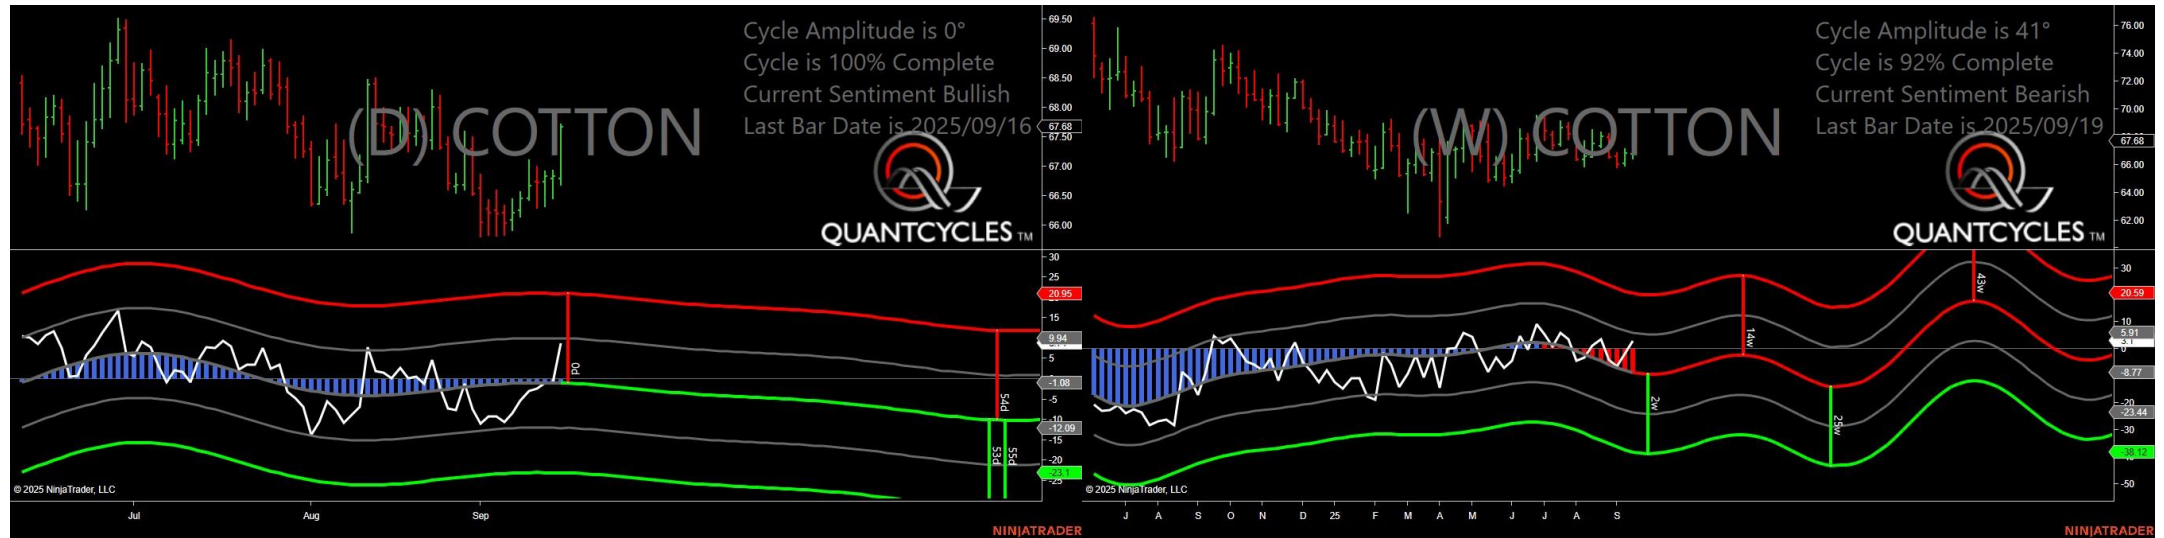 Cycle Amplitude is 0°
Cycle is 100% Complete
Current Sentiment Bullish
Last Bar Date is 2025/09/16
(D) COTTON
QUANTCYCLES TM
69.50
69.00
68.50
68.00
67.68
67.50
67.00
66.50
66.00
30
25
20.95
15
9.94
5
-1.08
-5
-10
-12.09
-15
-20
-23.1
-25
0d
54d
53d
55d
© 2025 NinjaTrader, LLC
Jul
Aug
Sep
NINJATRADER
Cycle Amplitude is 41°
Cycle is 92% Complete
Current Sentiment Bearish
Last Bar Date is 2025/09/19
(W) COTTON
QUANTCYCLES TM
76.00
74.00
72.00
70.00
67.68
66.00
64.00
62.00
30
20.59
10
5.91
3.1
0
-8.77
-20
-23.44
-30
-38.12
-50
14w
43w
2w
25w
© 2025 NinjaTrader, LLC
J A S O N D 25 F M A M J J A S
NINJATRADER